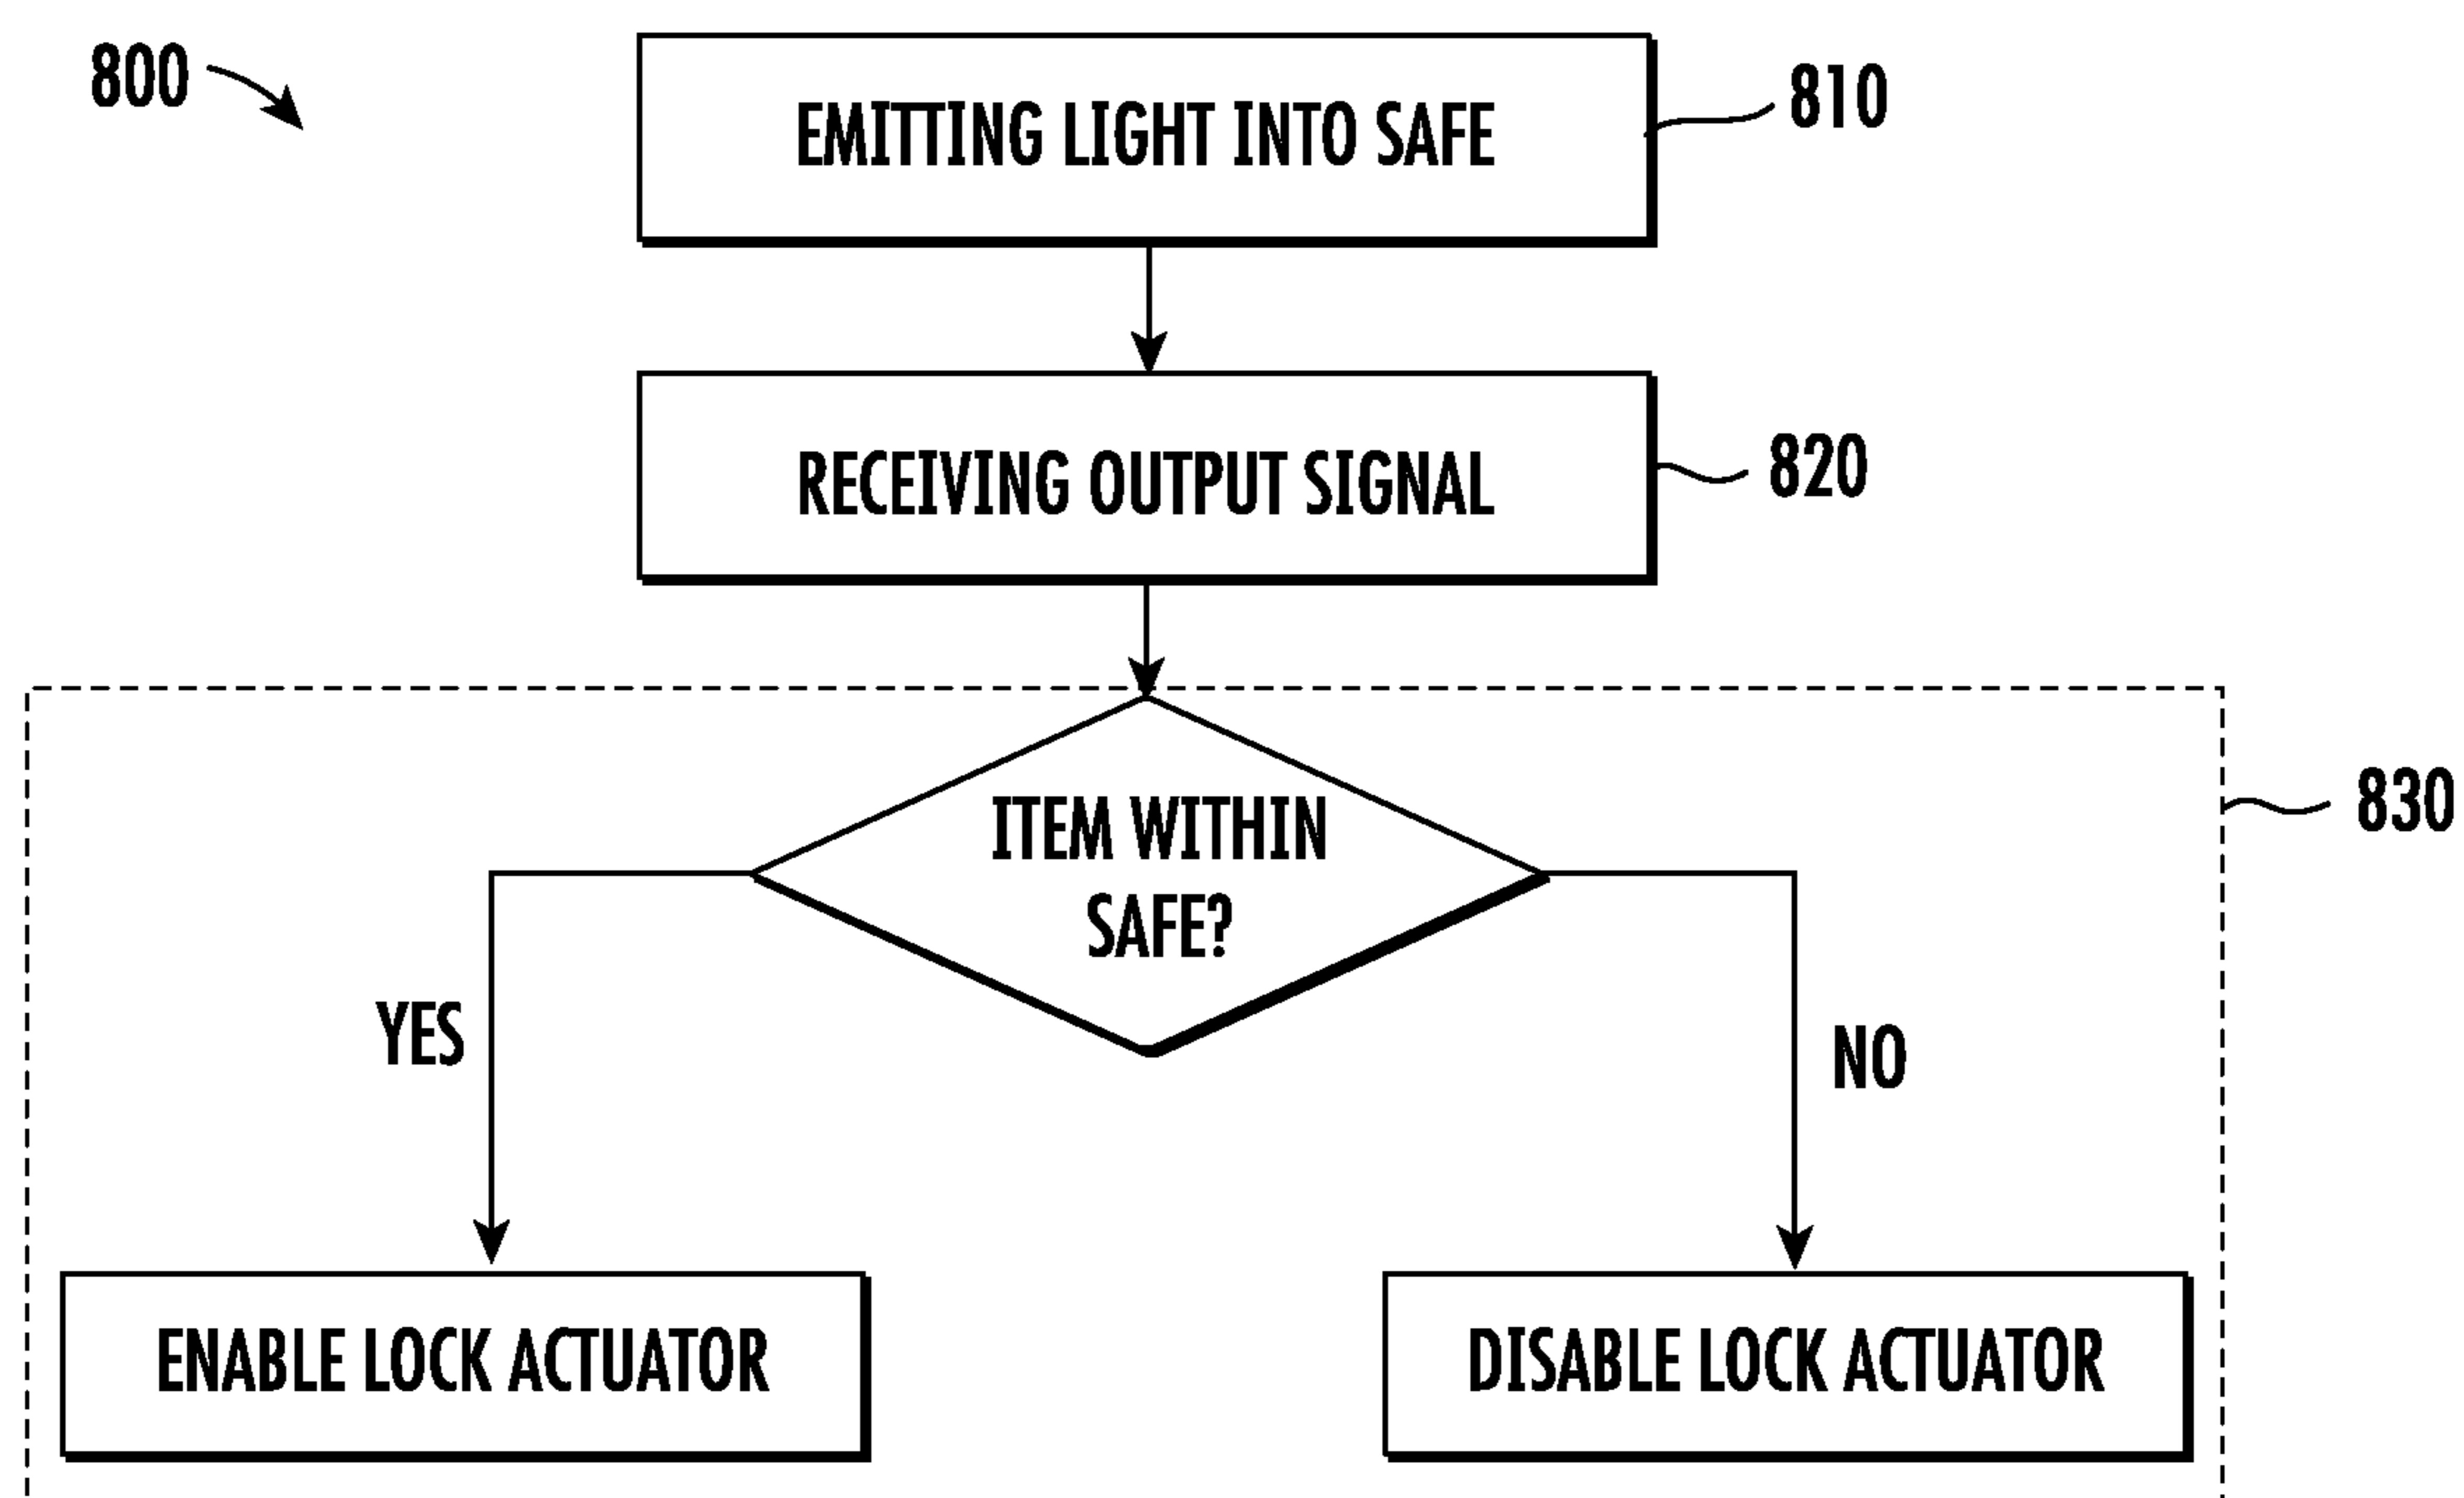 800
EMITTING LIGHT INTO SAFE
810
RECEIVING OUTPUT SIGNAL
820
ITEM WITHIN
SAFE?
830
YES
NO
ENABLE LOCK ACTUATOR
DISABLE LOCK ACTUATOR